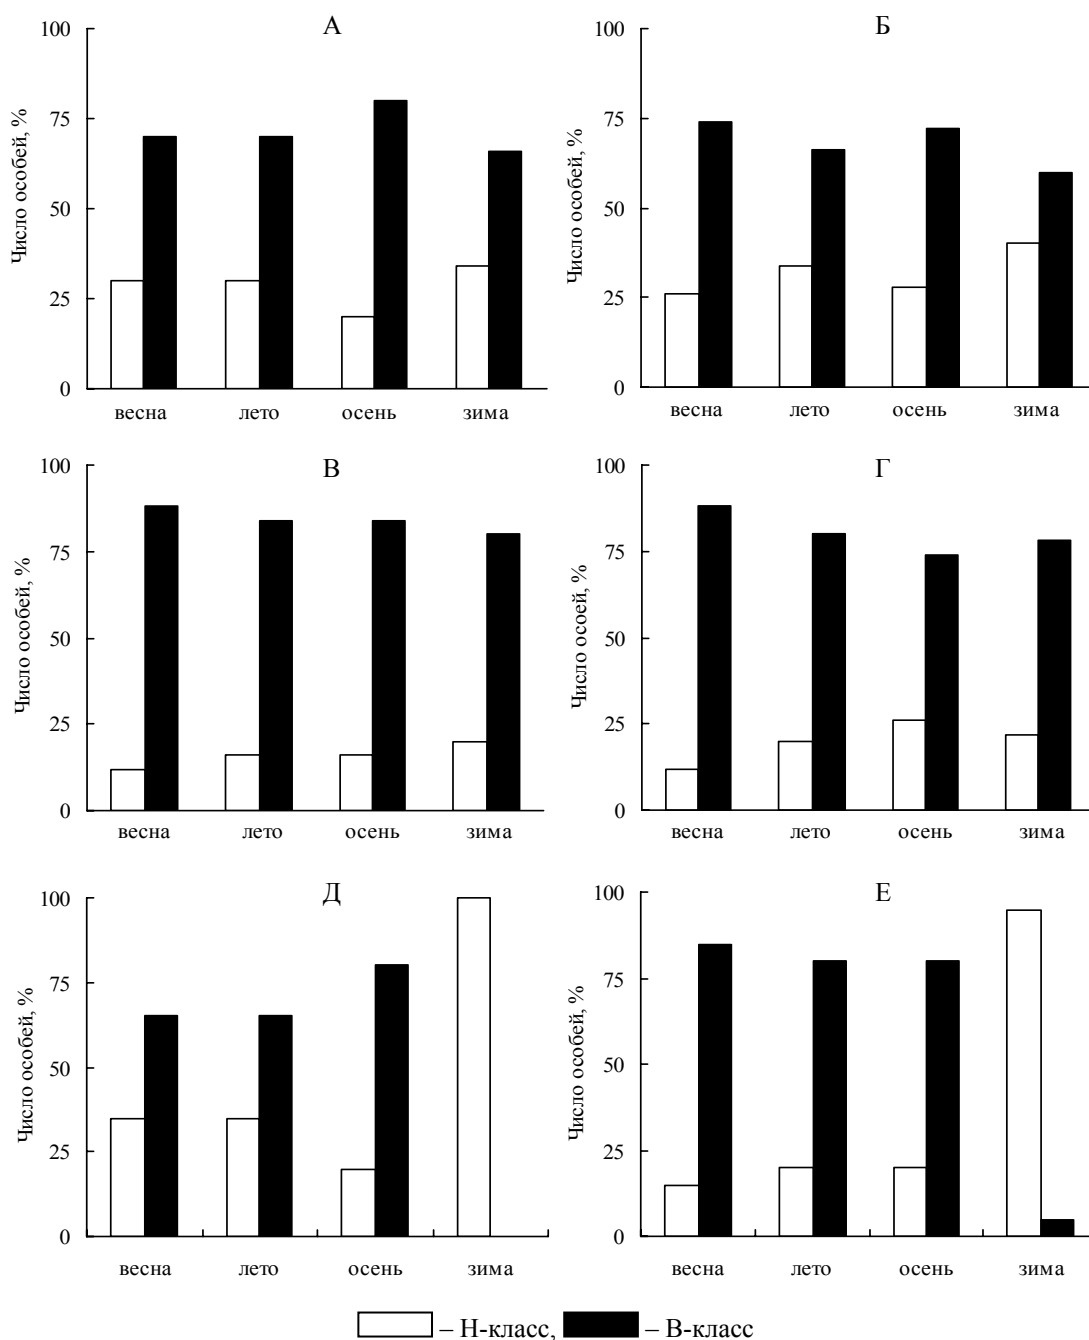 А
Число особей, %
100
75
50
25
0
весна лето осень зима
Б
Число особей, %
100
75
50
25
0
весна лето осень зима
В
Число особей, %
100
75
50
25
0
весна лето осень зима
Г
Число осоей, %
100
75
50
25
0
весна лето осень зима
Д
Число особей, %
100
75
50
25
0
весна лето осень зима
Е
Число особей, %
100
75
50
25
0
весна лето осень зима
– Н-класс, – В-класс